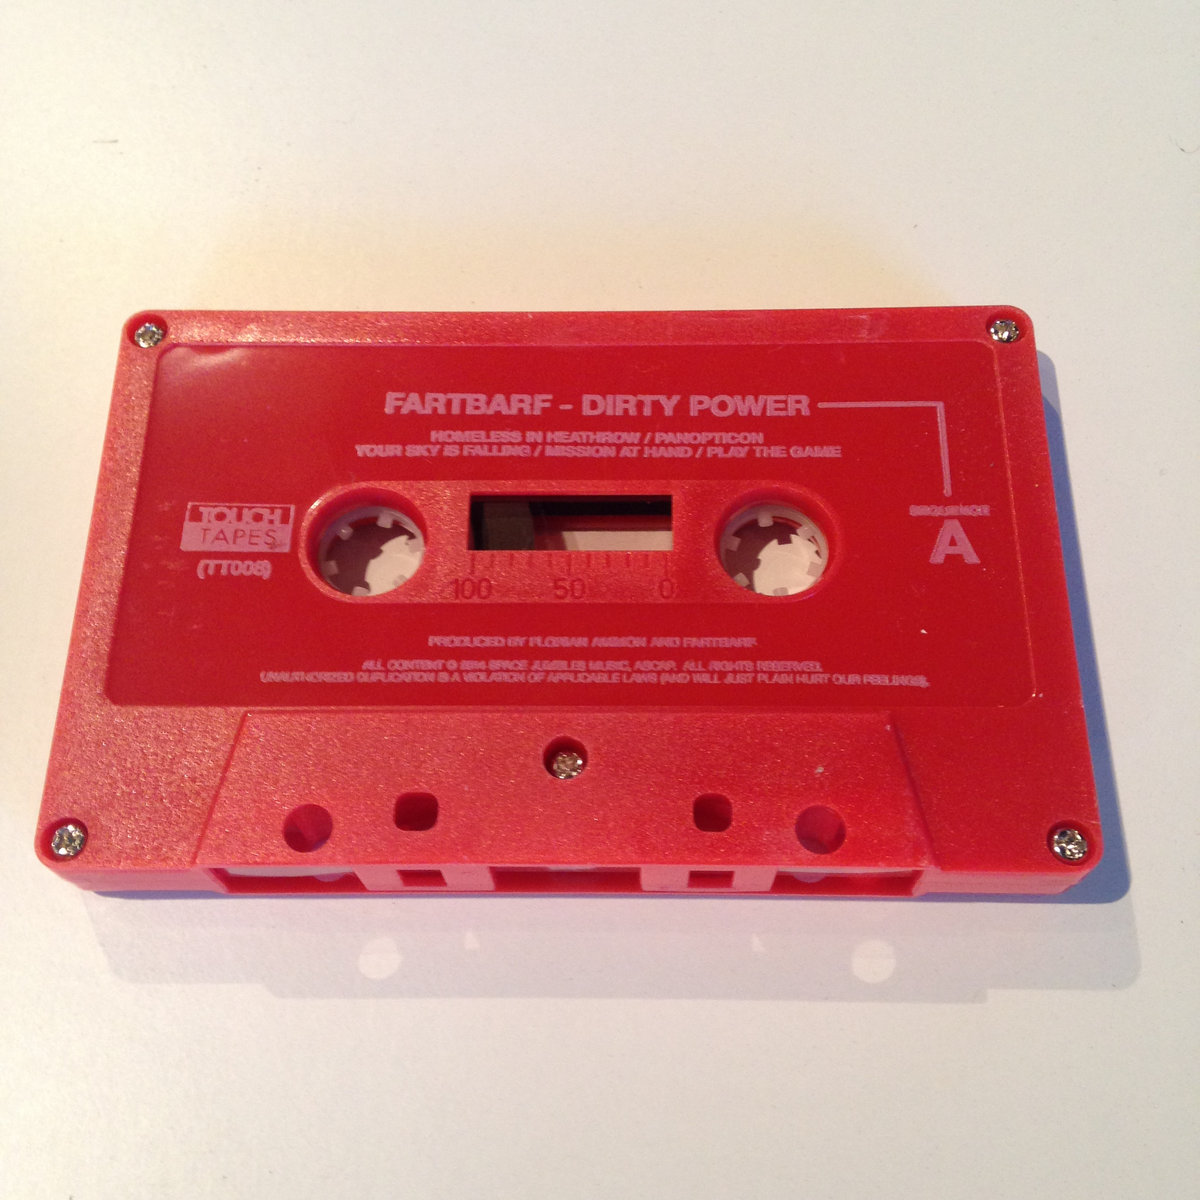 FARTBARF - DIRTY POWER
HOMELESS IN HEATHROW / PANOPTICON
YOUR SKY IS FALLING / MISSION AT HAND / PLAY THE GAME
TOUCH
TAPES
(TT008)
SEQUENCE
A
100 50 0
PRODUCED BY FLORIAN AMMON AND FARTBARF
ALL CONTENT © 2014 SPACE JUMBLES MUSIC, ASCAP. ALL RIGHTS RESERVED.
UNAUTHORIZED DUPLICATION IS A VIOLATION OF APPLICABLE LAWS (AND WILL JUST PLAIN HURT OUR FEELINGS).